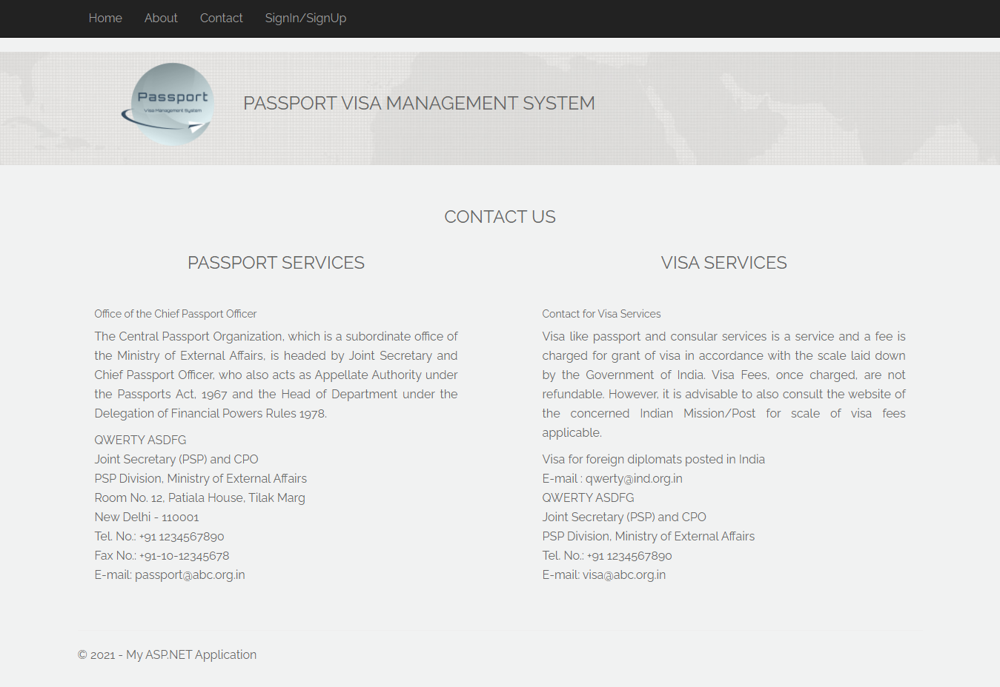 Home About Contact SignIn/SignUp
Passport
Visa Management System
PASSPORT VISA MANAGEMENT SYSTEM
CONTACT US
PASSPORT SERVICES
Office of the Chief Passport Officer
The Central Passport Organization, which is a subordinate office of
the Ministry of External Affairs, is headed by Joint Secretary and
Chief Passport Officer, who also acts as Appellate Authority under
the Passports Act, 1967 and the Head of Department under the
Delegation of Financial Powers Rules 1978.
QWERTY ASDFG
Joint Secretary (PSP) and CPO
PSP Division, Ministry of External Affairs
Room No. 12, Patiala House, Tilak Marg
New Delhi - 110001
Tel. No.: +91 1234567890
Fax No.: +91-10-12345678
E-mail: passport@abc.org.in
VISA SERVICES
Contact for Visa Services
Visa like passport and consular services is a service and a fee is
charged for grant of visa in accordance with the scale laid down
by the Government of India. Visa Fees, once charged, are not
refundable. However, it is advisable to also consult the website of
the concerned Indian Mission/Post for scale of visa fees
applicable.
Visa for foreign diplomats posted in India
E-mail : qwerty@ind.org.in
QWERTY ASDFG
Joint Secretary (PSP) and CPO
PSP Division, Ministry of External Affairs
Tel. No.: +91 1234567890
E-mail: visa@abc.org.in
© 2021 - My ASP.NET Application